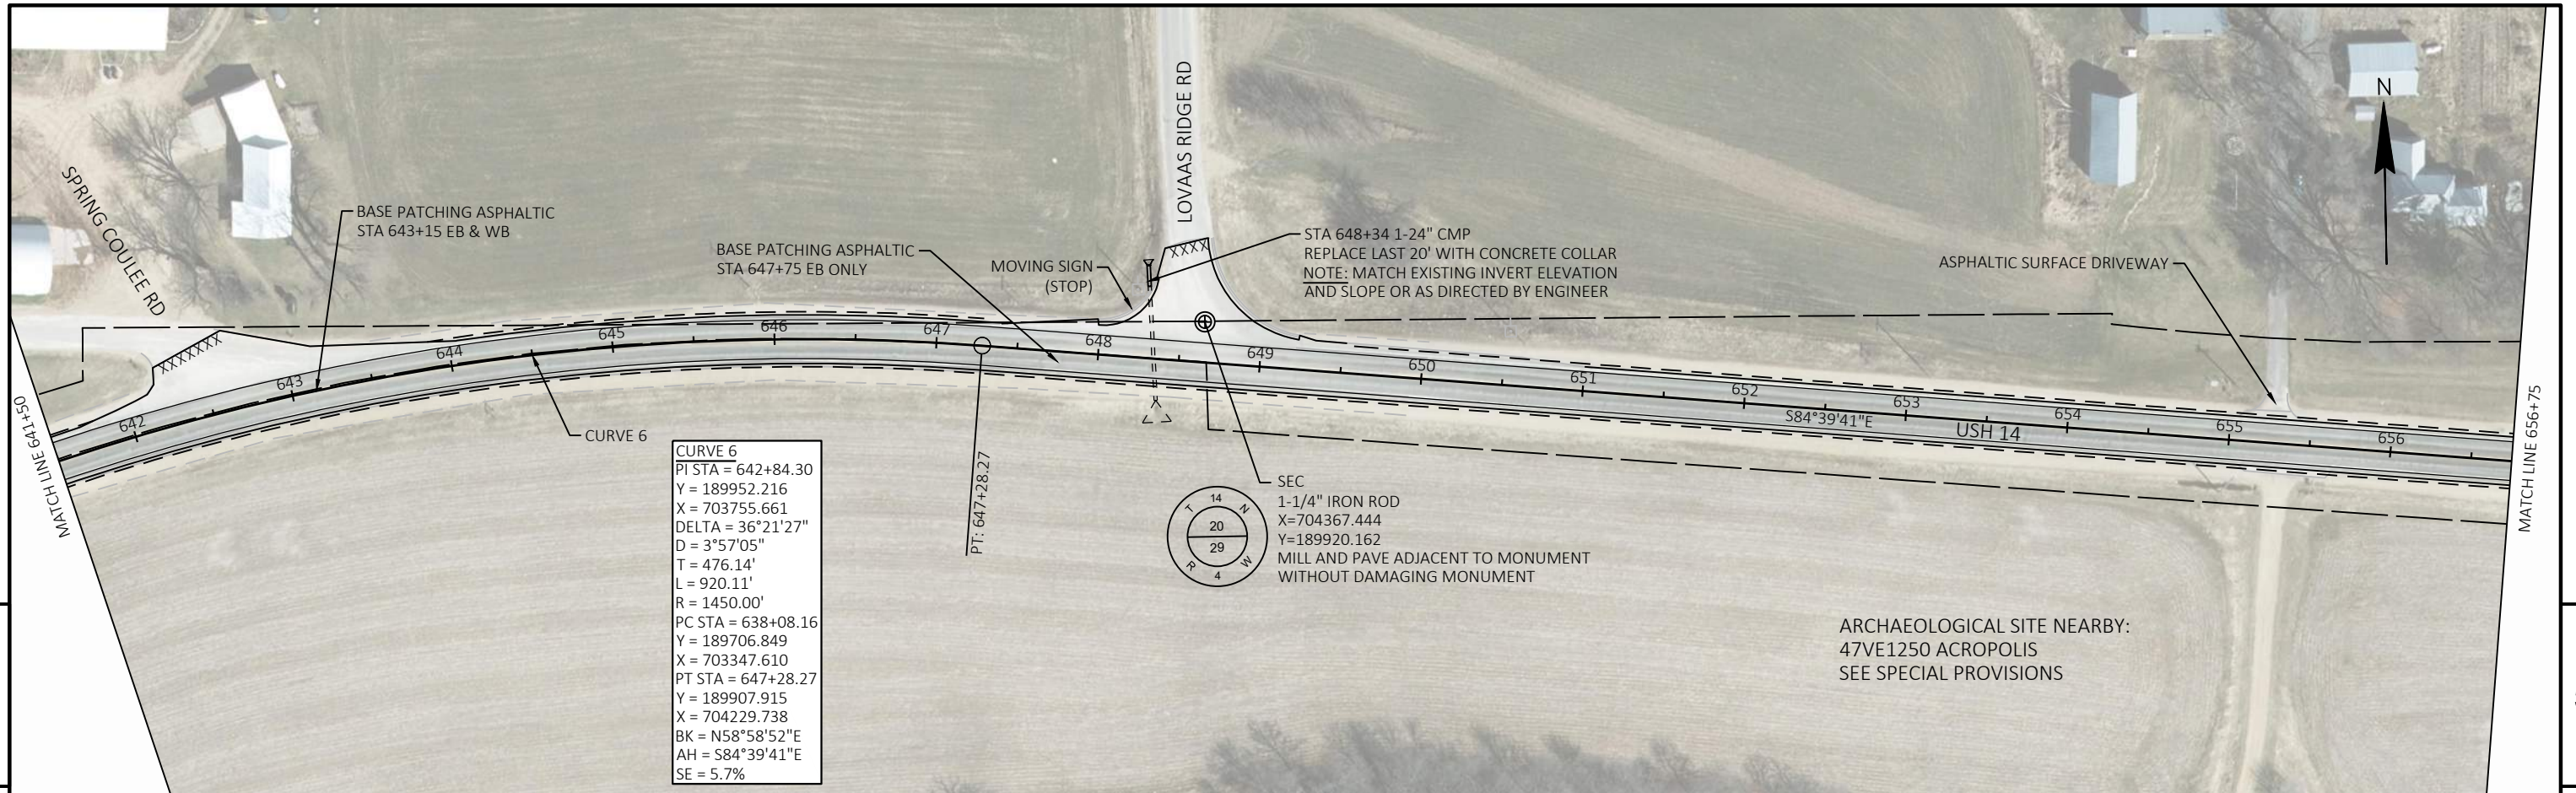 LOVAAS RIDGE RD
N
SPRING COULEE RD
BASE PATCHING ASPHALTIC
STA 643+15 EB & WB
BASE PATCHING ASPHALTIC
STA 647+75 EB ONLY
MOVING SIGN
(STOP)
STA 648+34 1-24" CMP
REPLACE LAST 20' WITH CONCRETE COLLAR
NOTE: MATCH EXISTING INVERT ELEVATION
AND SLOPE OR AS DIRECTED BY ENGINEER
ASPHALTIC SURFACE DRIVEWAY
XXXX
XXXXXXX
642
643
644
645
646
647
648
649
650
651
652
653
654
655
656
S84°39'41"E
USH 14
MATCH LINE 641+50
MATCH LINE 656+75
CURVE 6
PT: 647+28.27
CURVE 6
PI STA = 642+84.30
Y = 189952.216
X = 703755.661
DELTA = 36°21'27"
D = 3°57'05"
T = 476.14'
L = 920.11'
R = 1450.00'
PC STA = 638+08.16
Y = 189706.849
X = 703347.610
PT STA = 647+28.27
Y = 189907.915
X = 704229.738
BK = N58°58'52"E
AH = S84°39'41"E
SE = 5.7%
T 14 N
20
29
R 4 W
SEC
1-1/4" IRON ROD
X=704367.444
Y=189920.162
MILL AND PAVE ADJACENT TO MONUMENT
WITHOUT DAMAGING MONUMENT
ARCHAEOLOGICAL SITE NEARBY:
47VE1250 ACROPOLIS
SEE SPECIAL PROVISIONS